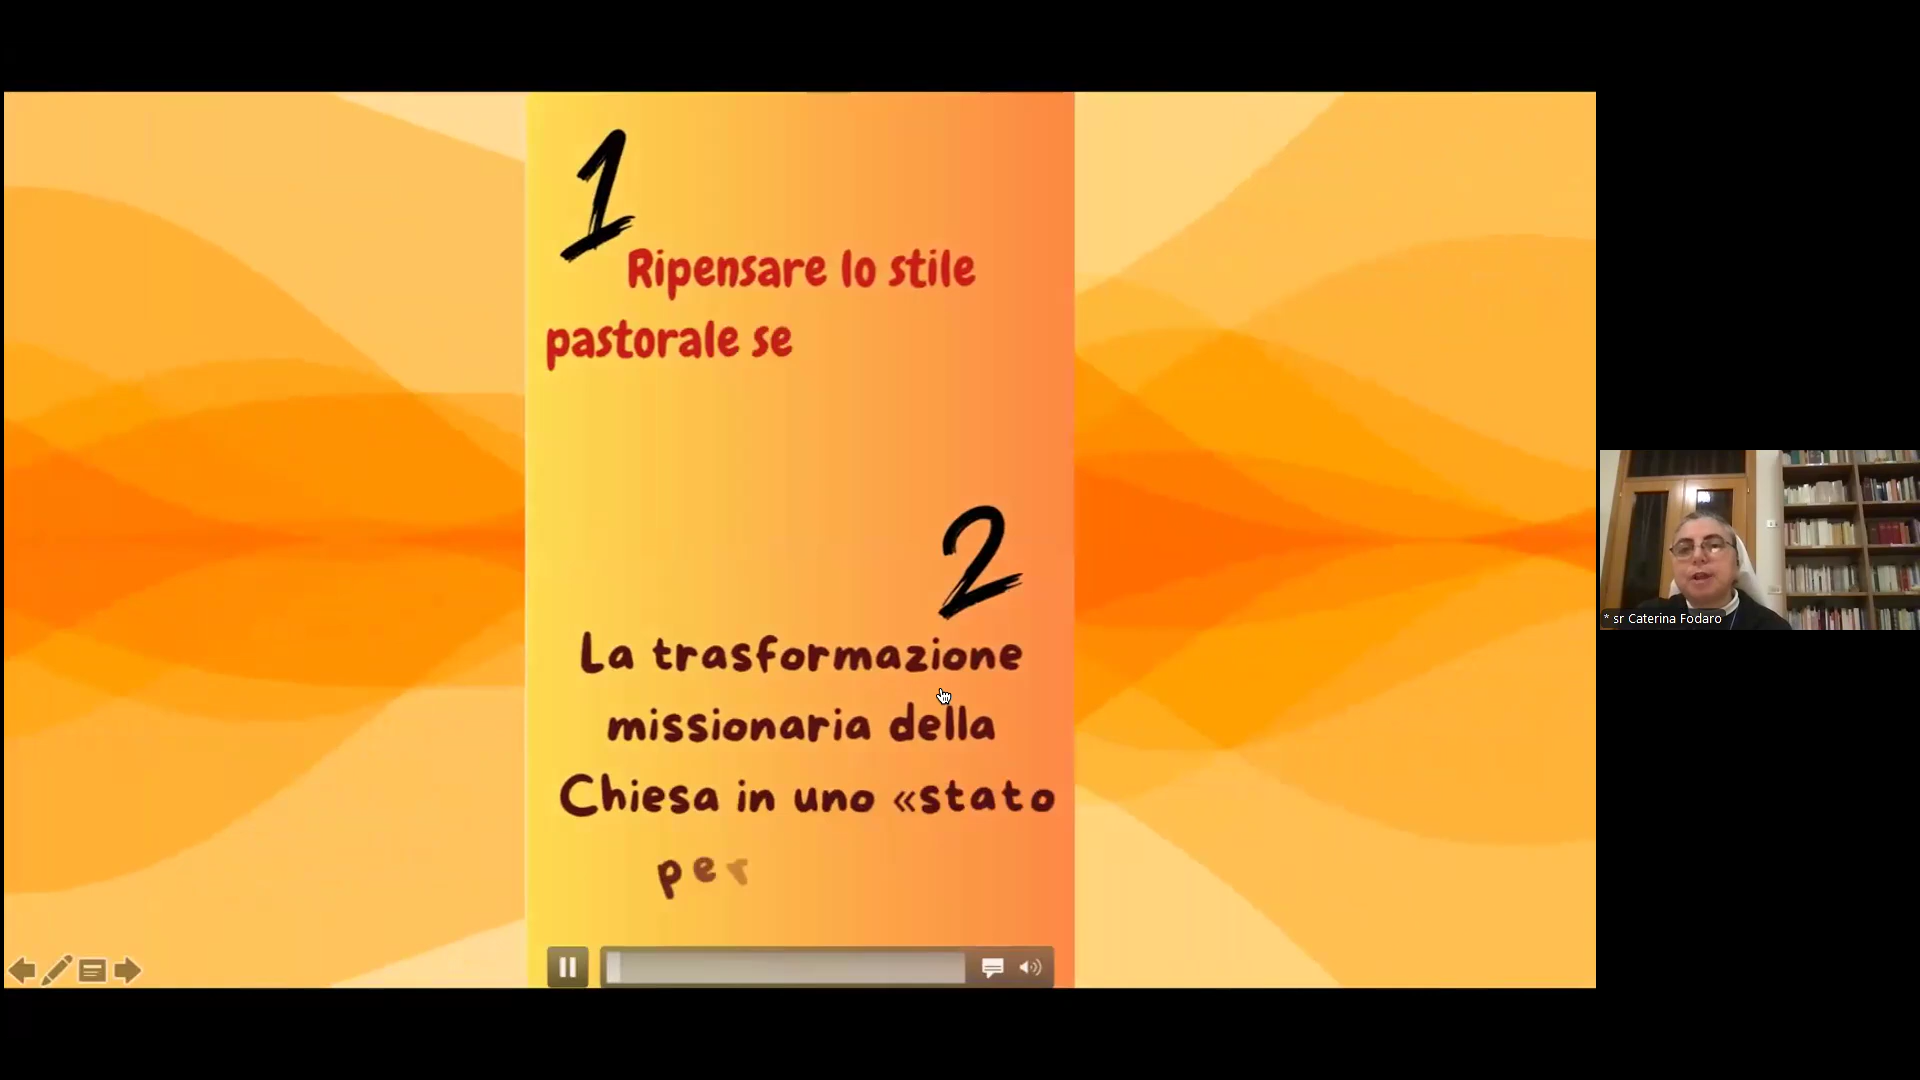 1
Ripensare lo stile
pastorale se
2
La trasformazione
missionaria della
Chiesa in uno «stato
per
* sr Caterina Fodaro